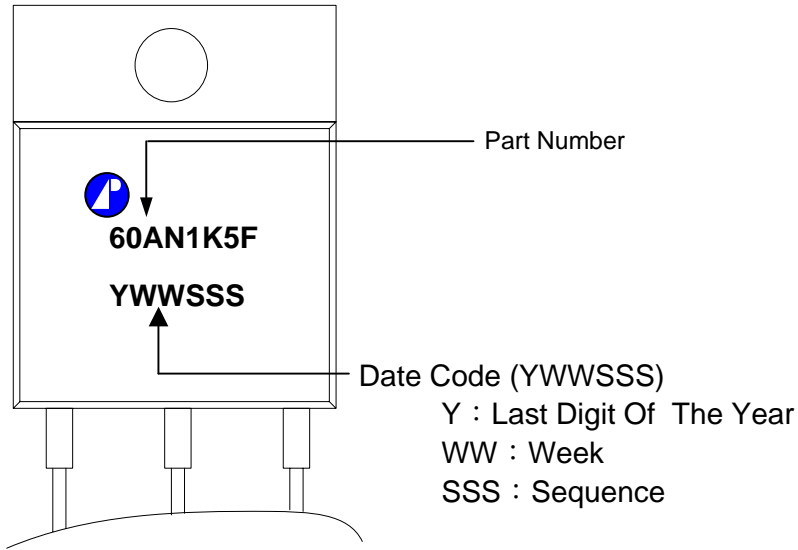 Part Number
60AN1K5F
YWWSSS
Date Code (YWWSSS)
Y：Last Digit Of The Year
WW：Week
SSS：Sequence